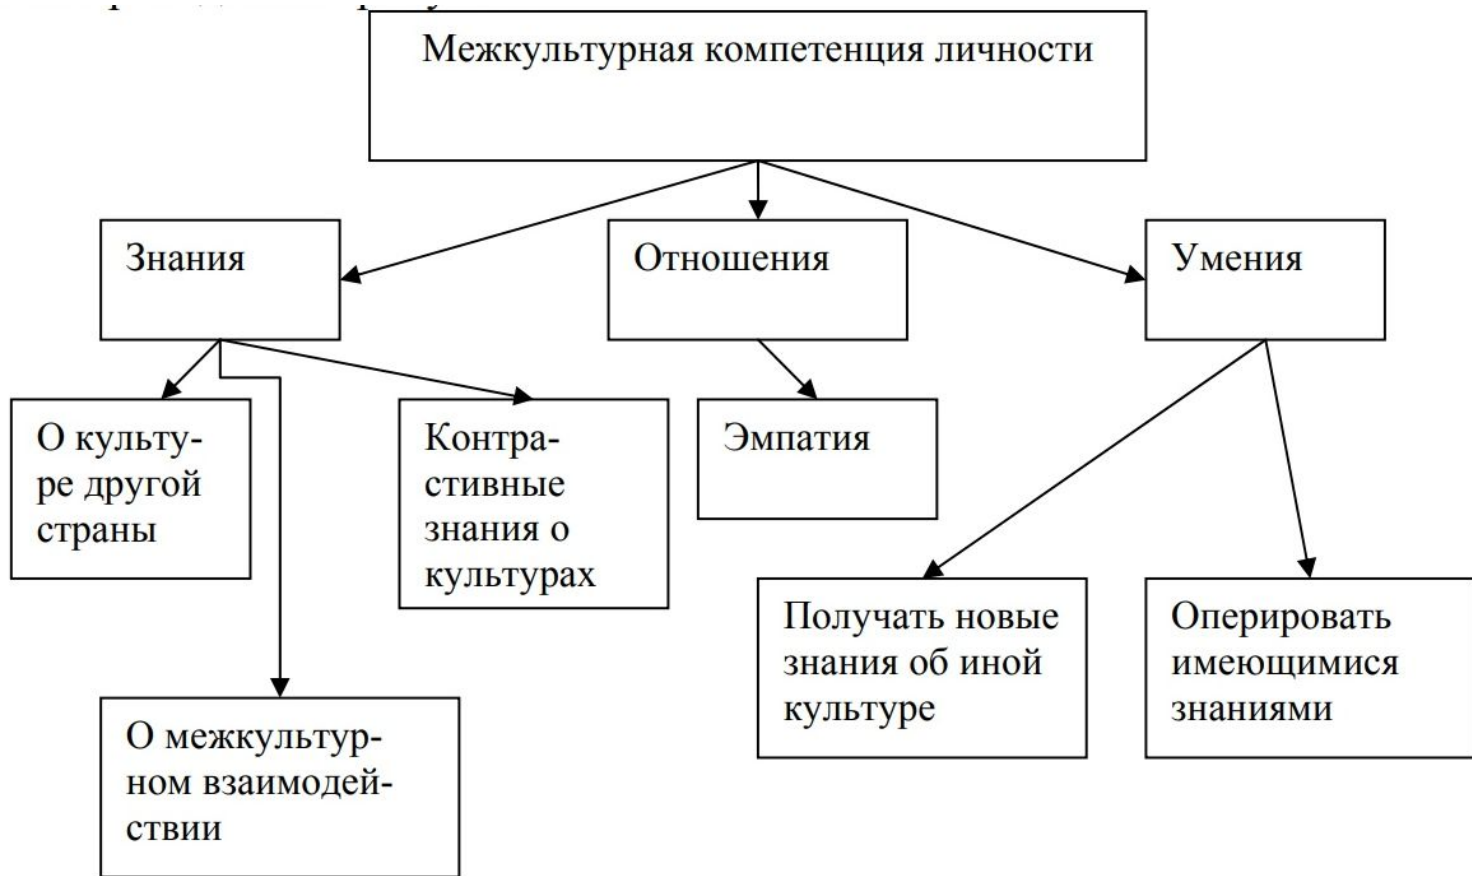 Межкультурная компетенция личности
Знания
Отношения
Умения
О культу-
ре другой
страны
Контра-
стивные
знания о
культурах
Эмпатия
Получать новые
знания об иной
культуре
Оперировать
имеющимися
знаниями
О межкультур-
ном взаимодей-
ствии